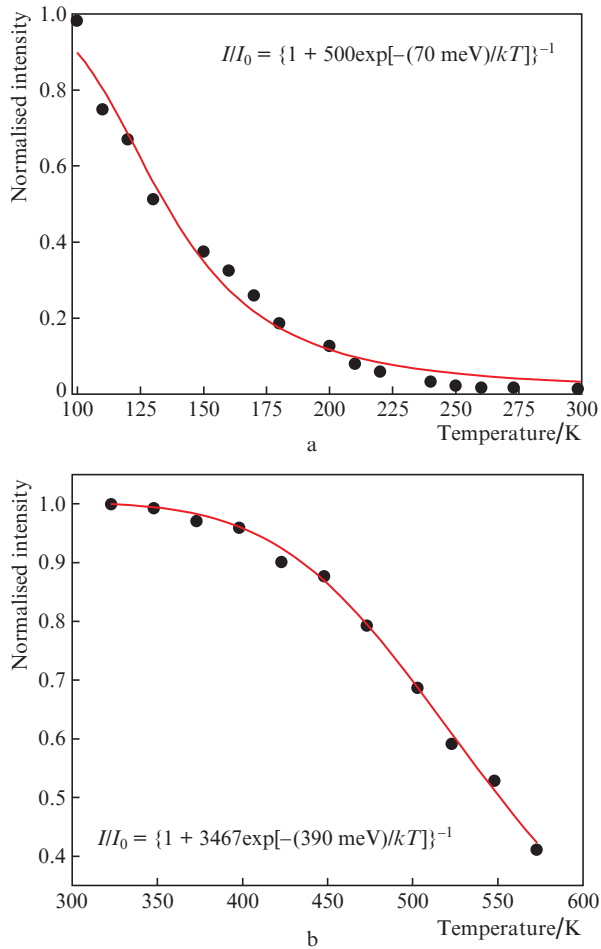 Normalised intensity
1.0
I/I₀ = {1 + 500exp[–(70 meV)/kT]}⁻¹
0.8
0.6
0.4
0.2
0
100 125 150 175 200 225 250 275 300
Temperature/K
a
Normalised intensity
1.0
0.9
0.8
0.7
0.6
0.5
I/I₀ = {1 + 3467exp[–(390 meV)/kT]}⁻¹
0.4
300 350 400 450 500 550 600
Temperature/K
b